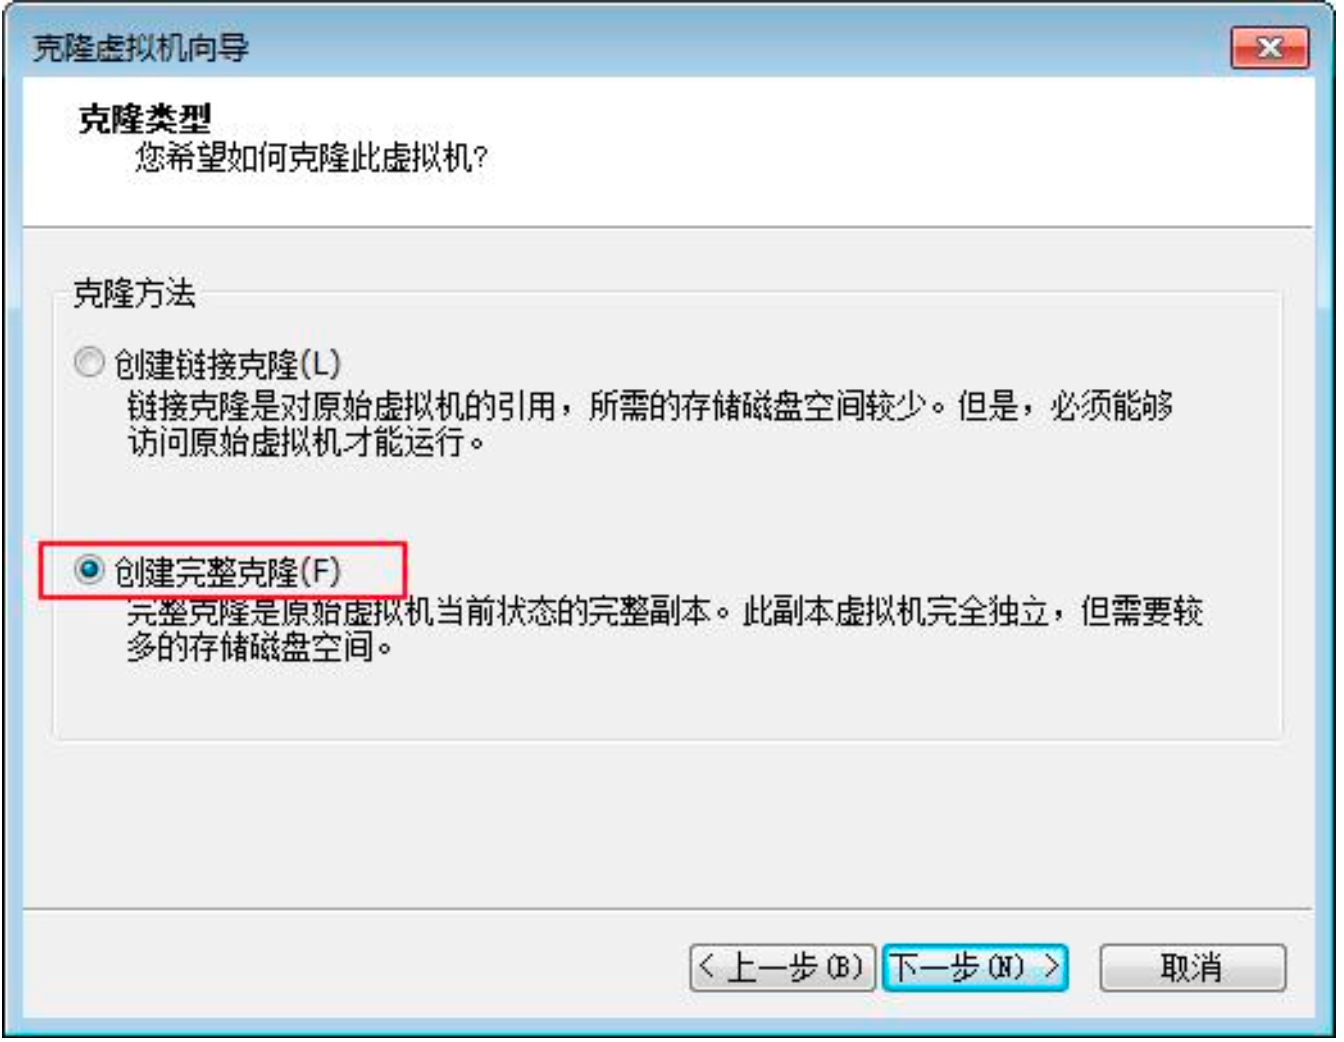 克隆虚拟机向导
克隆类型
您希望如何克隆此虚拟机?
克隆方法
创建链接克隆(L)
链接克隆是对原始虚拟机的引用，所需的存储磁盘空间较少。但是，必须能够
访问原始虚拟机才能运行。
创建完整克隆(F)
完整克隆是原始虚拟机当前状态的完整副本。此副本虚拟机完全独立，但需要较
多的存储磁盘空间。
< 上一步(B)
下一步(N) >
取消